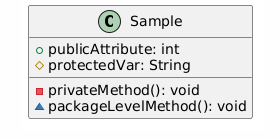 C Sample
publicAttribute: int
protectedVar: String
privateMethod(): void
packageLevelMethod(): void